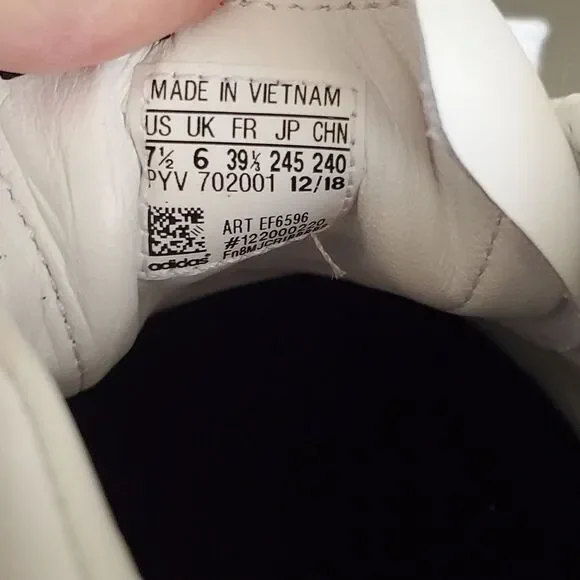 MADE IN VIETNAM
US UK FR JP CHN
7½ 6 39⅓ 245 240
PYV 702001 12/18
ART EF6596
#122000220
adidas